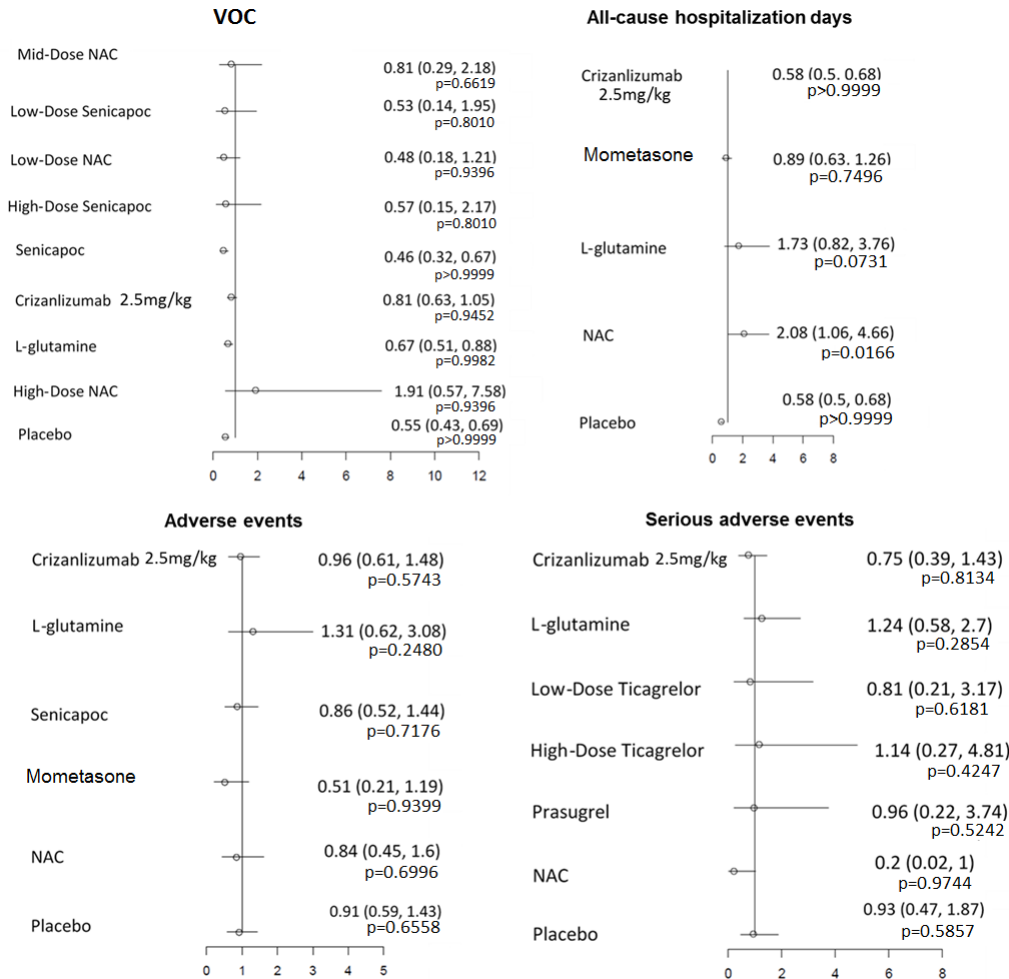 VOC
Mid-Dose NAC
0.81 (0.29, 2.18)
p=0.6619
Low-Dose Senicapoc
0.53 (0.14, 1.95)
p=0.8010
Low-Dose NAC
0.48 (0.18, 1.21)
p=0.9396
High-Dose Senicapoc
0.57 (0.15, 2.17)
p=0.8010
Senicapoc
0.46 (0.32, 0.67)
p>0.9999
Crizanlizumab 2.5mg/kg
0.81 (0.63, 1.05)
p=0.9452
L-glutamine
0.67 (0.51, 0.88)
p=0.9982
High-Dose NAC
1.91 (0.57, 7.58)
p=0.9396
Placebo
0.55 (0.43, 0.69)
p>0.9999
0 2 4 6 8 10 12
All-cause hospitalization days
Crizanlizumab
2.5mg/kg
0.58 (0.5, 0.68)
p>0.9999
Mometasone
0.89 (0.63, 1.26)
p=0.7496
L-glutamine
1.73 (0.82, 3.76)
p=0.0731
NAC
2.08 (1.06, 4.66)
p=0.0166
Placebo
0.58 (0.5, 0.68)
p>0.9999
0 2 4 6 8
Adverse events
Crizanlizumab 2.5mg/kg
0.96 (0.61, 1.48)
p=0.5743
L-glutamine
1.31 (0.62, 3.08)
p=0.2480
Senicapoc
0.86 (0.52, 1.44)
p=0.7176
Mometasone
0.51 (0.21, 1.19)
p=0.9399
NAC
0.84 (0.45, 1.6)
p=0.6996
Placebo
0.91 (0.59, 1.43)
p=0.6558
0 1 2 3 4 5
Serious adverse events
Crizanlizumab 2.5mg/kg
0.75 (0.39, 1.43)
p=0.8134
L-glutamine
1.24 (0.58, 2.7)
p=0.2854
Low-Dose Ticagrelor
0.81 (0.21, 3.17)
p=0.6181
High-Dose Ticagrelor
1.14 (0.27, 4.81)
p=0.4247
Prasugrel
0.96 (0.22, 3.74)
p=0.5242
NAC
0.2 (0.02, 1)
p=0.9744
Placebo
0.93 (0.47, 1.87)
p=0.5857
0 2 4 6 8